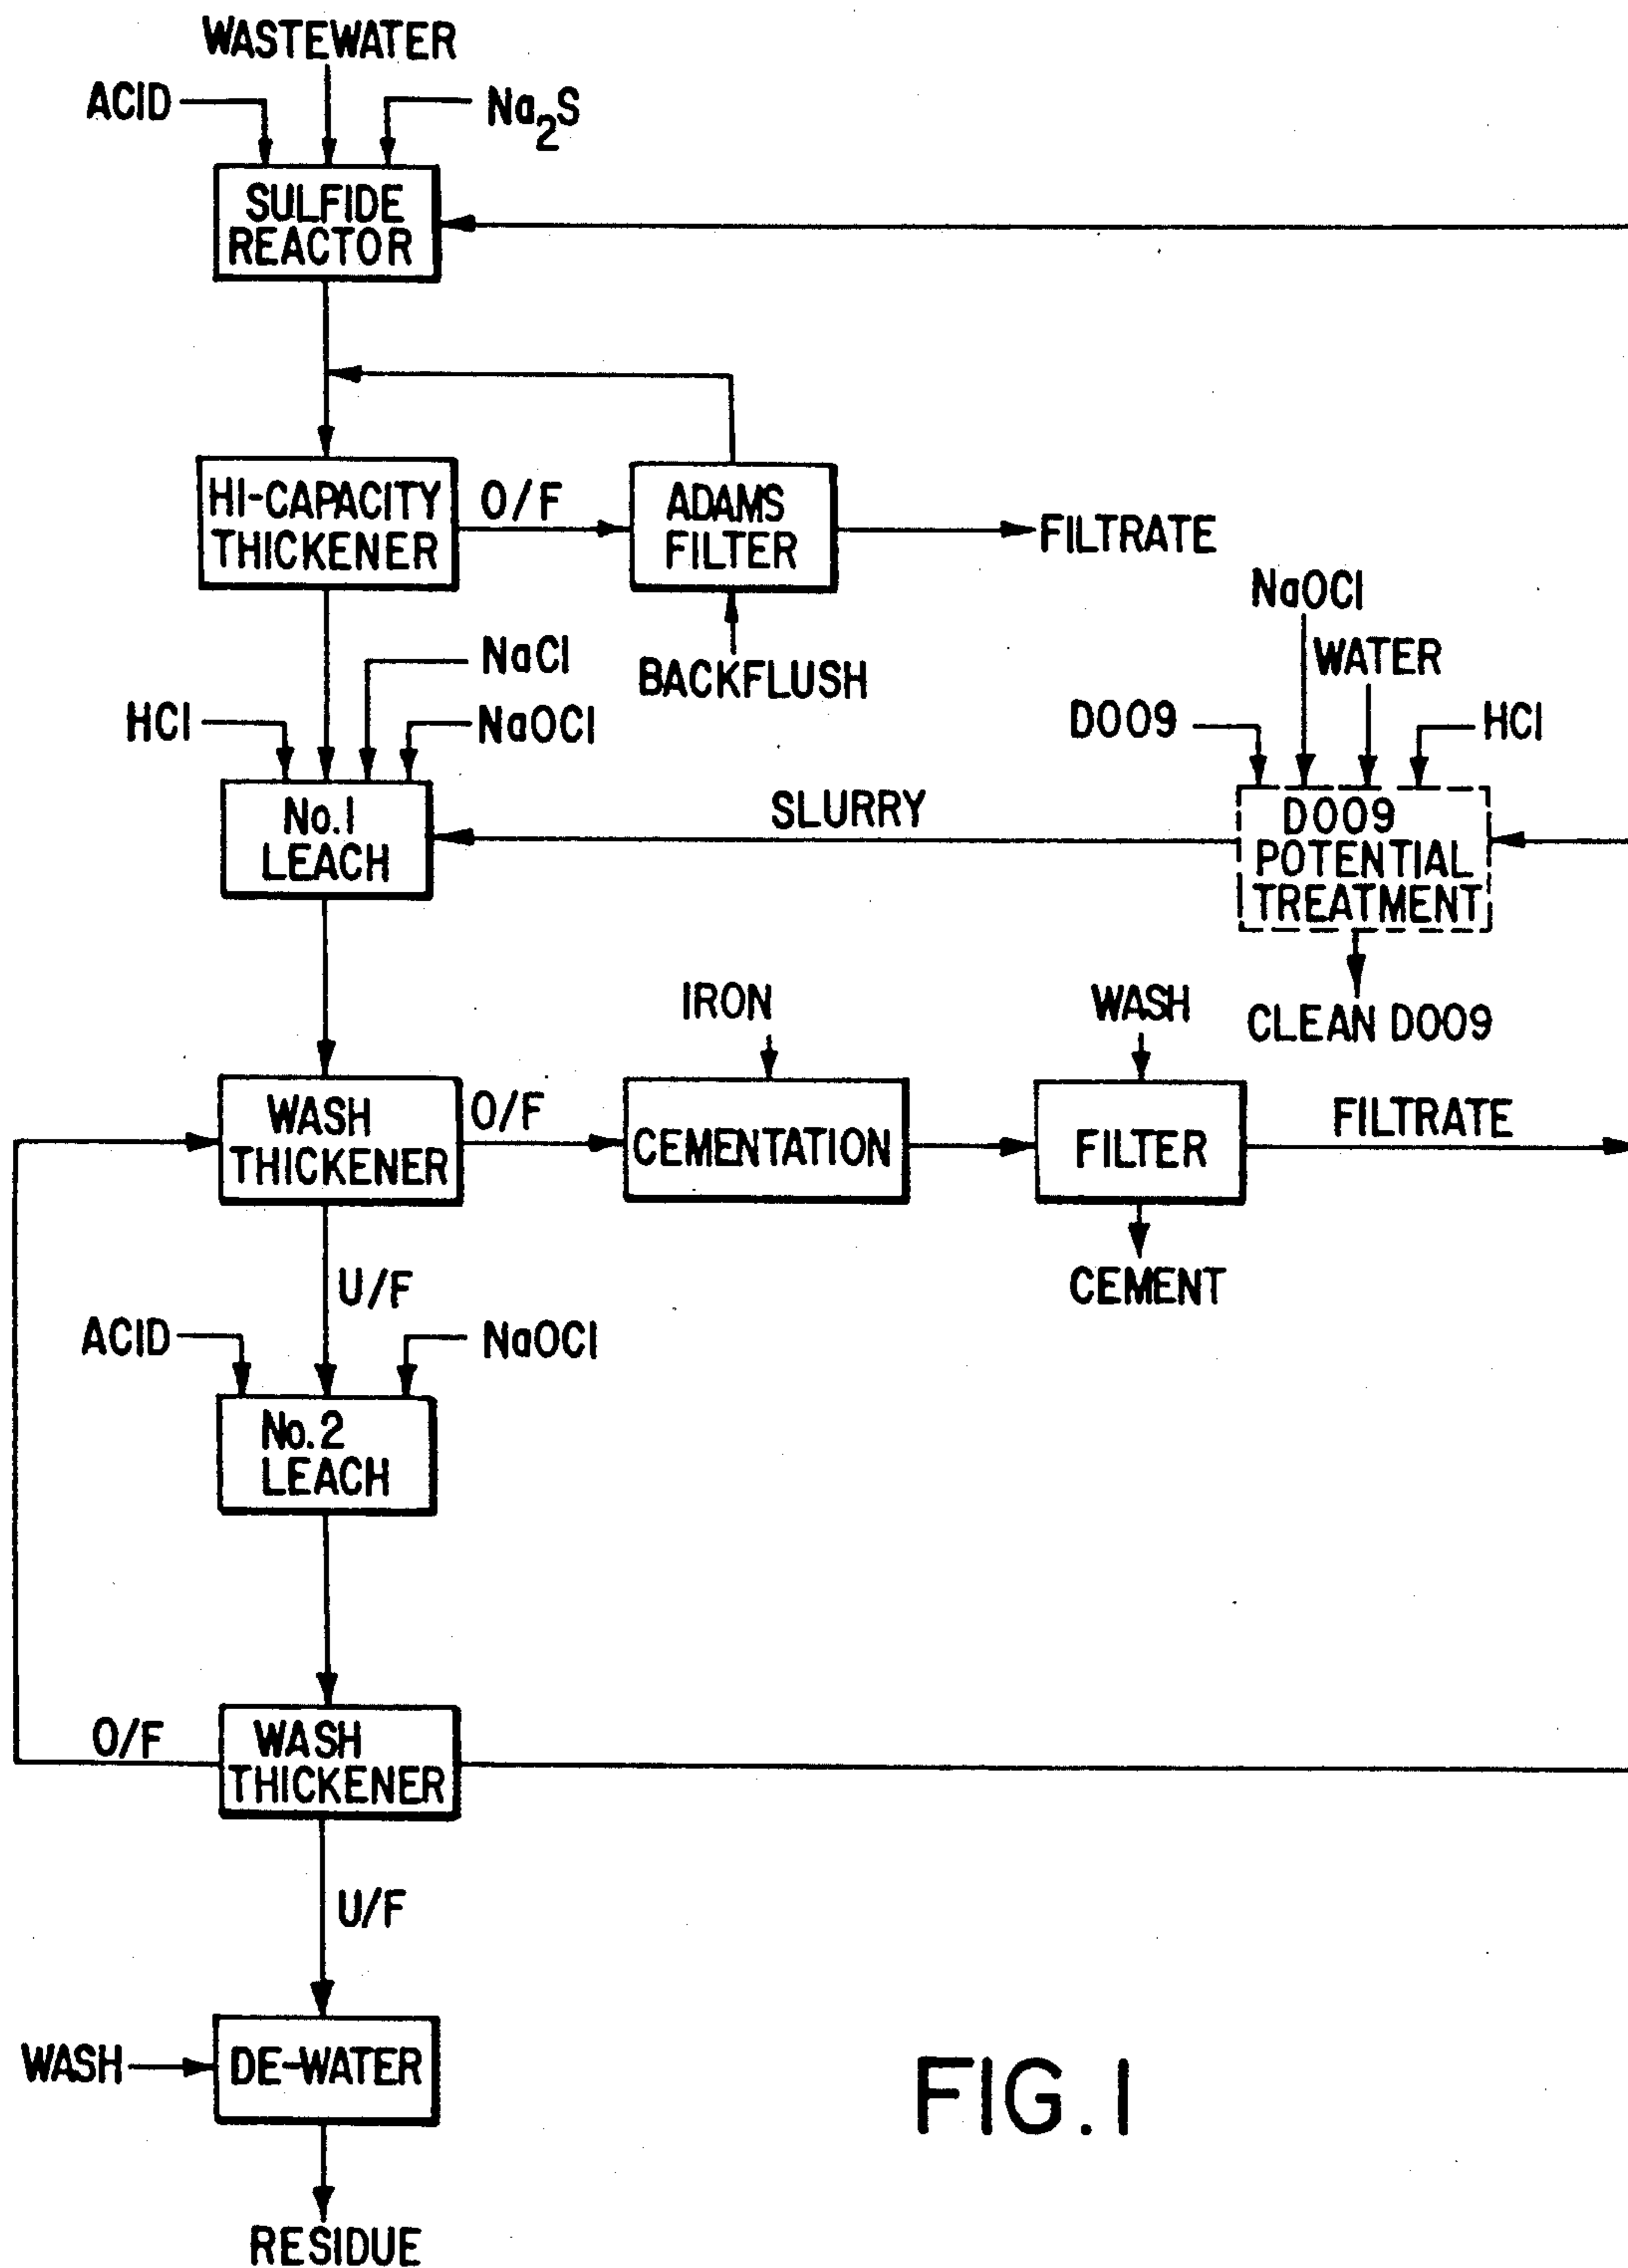 WASTEWATER
ACID
Na2S
SULFIDE
REACTOR
HI-CAPACITY
THICKENER
O/F
ADAMS
FILTER
FILTRATE
BACKFLUSH
NaCl
HCl
NaOCl
NaOCl
WATER
D009
HCl
No.1
LEACH
SLURRY
D009
POTENTIAL
TREATMENT
CLEAN D009
IRON
WASH
WASH
THICKENER
O/F
CEMENTATION
FILTER
FILTRATE
CEMENT
U/F
ACID
NaOCl
No.2
LEACH
O/F
WASH
THICKENER
U/F
WASH
DE-WATER
RESIDUE
FIG. 1